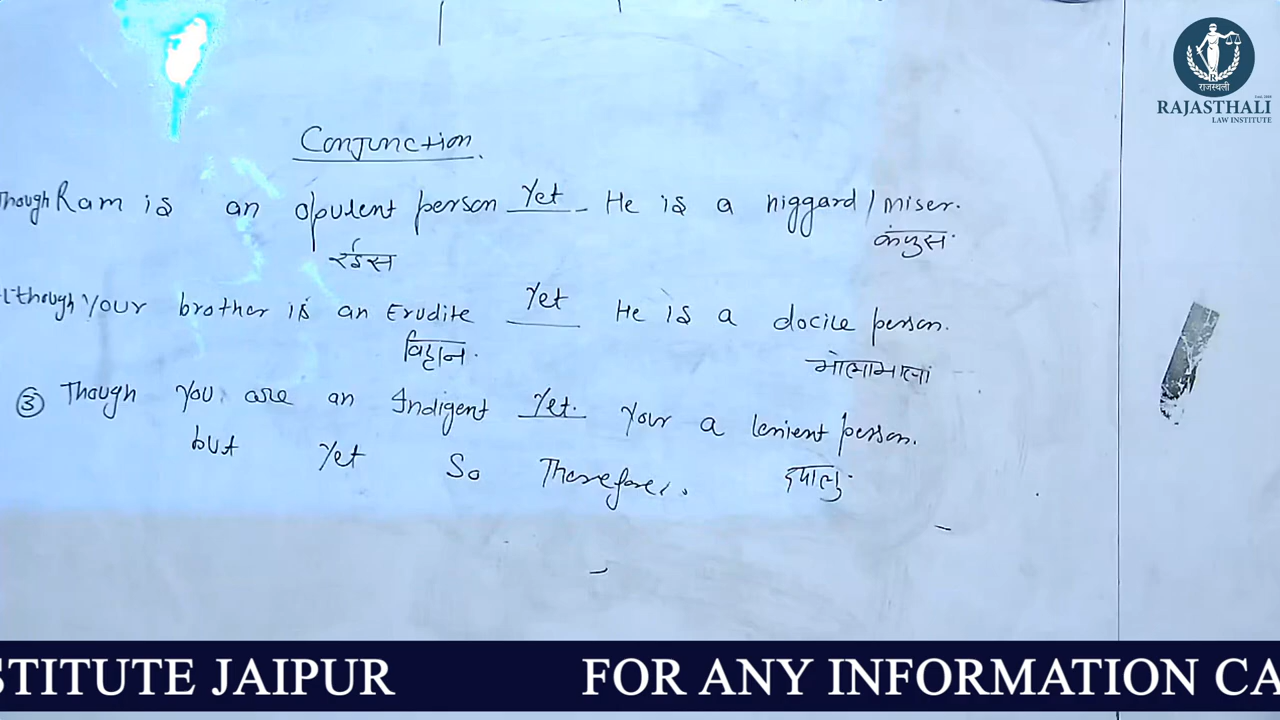 राजस्थली
RAJASTHALI
LAW INSTITUTE
Conjunction.
Though Ram is an opulent person Yet He is a niggard / miser.
रईस कंजुस.
lthough Your brother is an Erudite Yet He is a docile person.
विद्वान. भोलाभाला
③ Though You are an Indigent Yet. Your a lenient person.
but Yet So Therefore. दयालु.
STITUTE JAIPUR FOR ANY INFORMATION CA